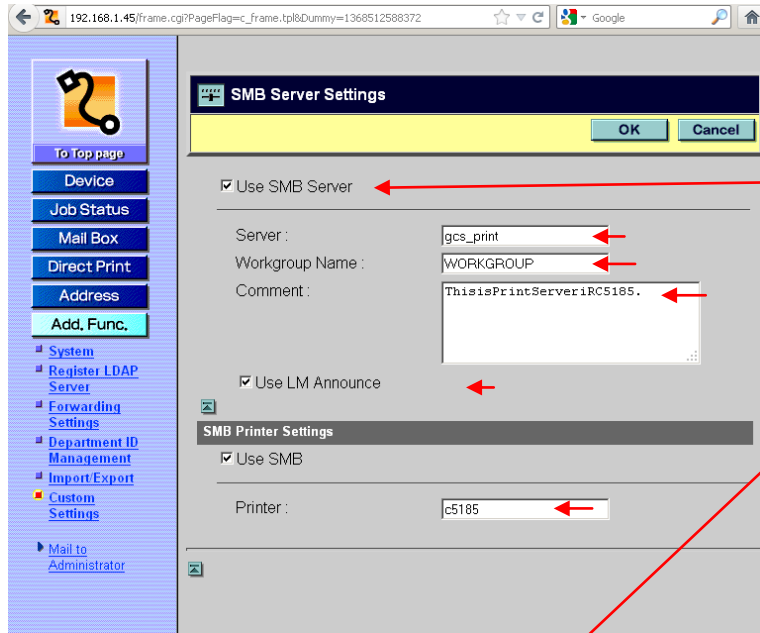 192.168.1.45/frame.cgi?PageFlag=c_frame.tpl&Dummy=1368512588372
Google
SMB Server Settings
OK Cancel
To Top page
Device
Job Status
Mail Box
Direct Print
Address
Add. Func.
System
Register LDAP
Server
Forwarding
Settings
Department ID
Management
Import/Export
Custom
Settings
Mail to
Administrator
Use SMB Server
Server : gcs_print
Workgroup Name : WORKGROUP
Comment : ThisisPrintServeriRC5185.
Use LM Announce
SMB Printer Settings
Use SMB
Printer : c5185